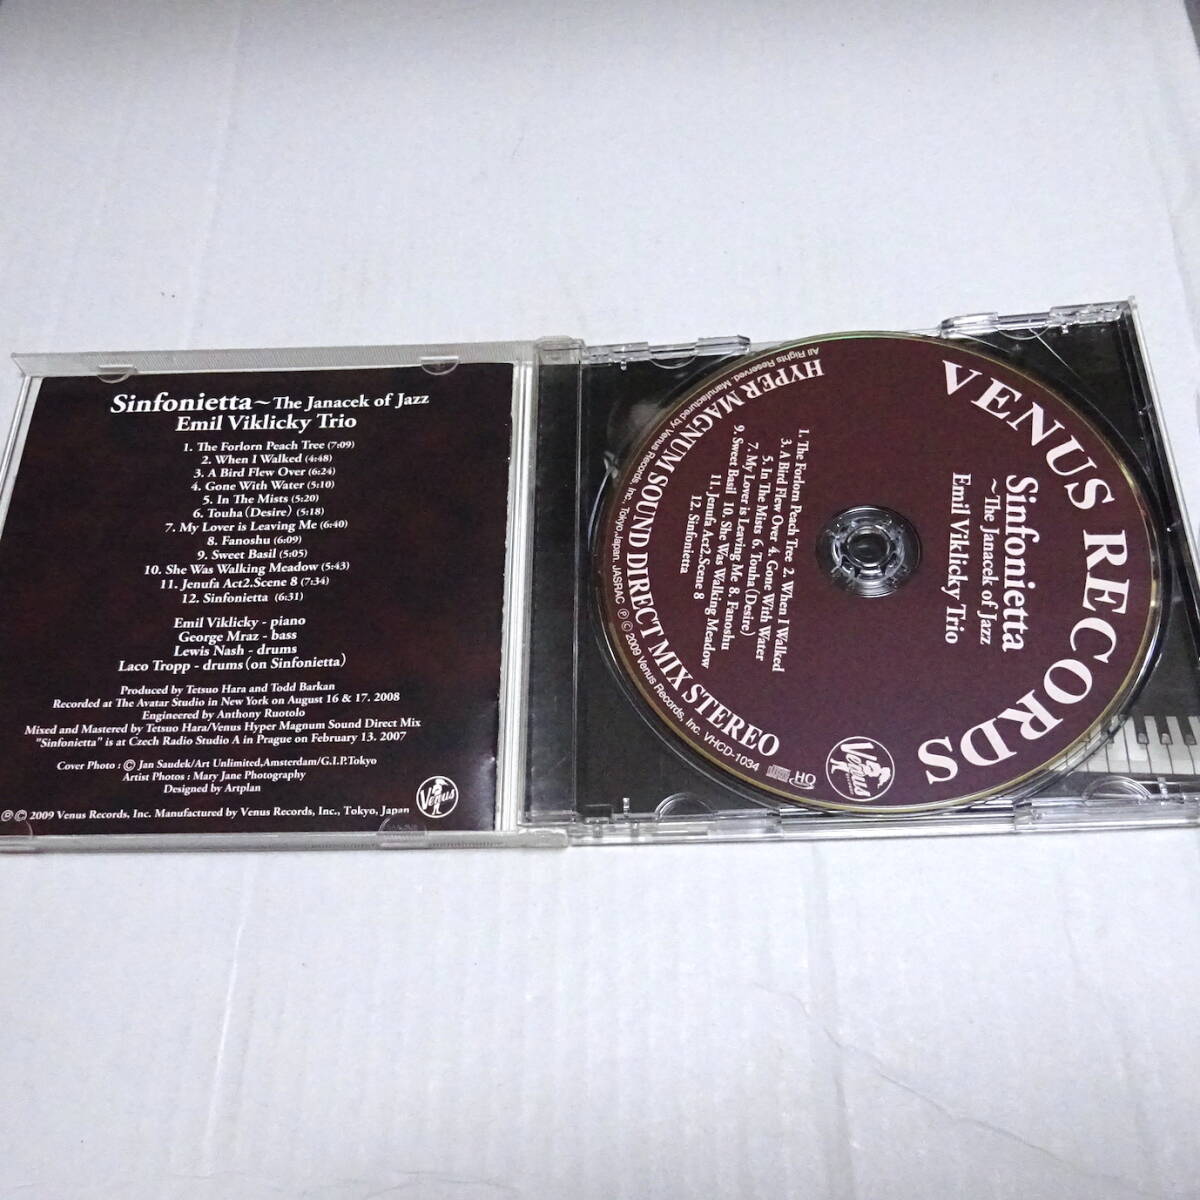 Sinfonietta~The Janacek of Jazz
Emil Viklicky Trio
1. The Forlorn Peach Tree (7:09)
2. When I Walked (4:48)
3. A Bird Flew Over (6:24)
4. Gone With Water (5:10)
5. In The Mists (5:20)
6. Touha (Desire) (5:18)
7. My Lover is Leaving Me (6:40)
8. Fanoshu (6:09)
9. Sweet Basil (5:05)
10. She Was Walking Meadow (5:43)
11. Jenufa Act2.Scene 8 (7:34)
12. Sinfonietta (6:31)
Emil Viklicky - piano
George Mraz - bass
Lewis Nash - drums
Laco Tropp - drums (on Sinfonietta)
Produced by Tetsuo Hara and Todd Barkan
Recorded at The Avatar Studio in New York on August 16 & 17. 2008
Engineered by Anthony Ruotolo
Mixed and Mastered by Tetsuo Hara/Venus Hyper Magnum Sound Direct Mix
"Sinfonietta" is at Czech Radio Studio A in Prague on February 13. 2007
Cover Photo : © Jan Saudek/Art Unlimited,Amsterdam/G.I.P.Tokyo
Artist Photos : Mary Jane Photography
Designed by Artplan
℗ © 2009 Venus Records, Inc. Manufactured by Venus Records, Inc., Tokyo, Japan
Venus
VENUS RECORDS
Sinfonietta
~The Janacek of Jazz
Emil Viklicky Trio
1. The Forlorn Peach Tree 2. When I Walked
3. A Bird Flew Over 4. Gone With Water
5. In The Mists 6. Touha (Desire)
7. My Lover is Leaving Me 8. Fanoshu
9. Sweet Basil 10. She Was Walking Meadow
11. Jenufa Act2.Scene 8
12. Sinfonietta
HYPER MAGNUM SOUND DIRECT MIX STEREO
All Rights Reserved. Manufactured by Venus Records, Inc., Tokyo, Japan. JASRAC ℗ © 2009 Venus Records, Inc. VHCD-1034
HQ
Venus